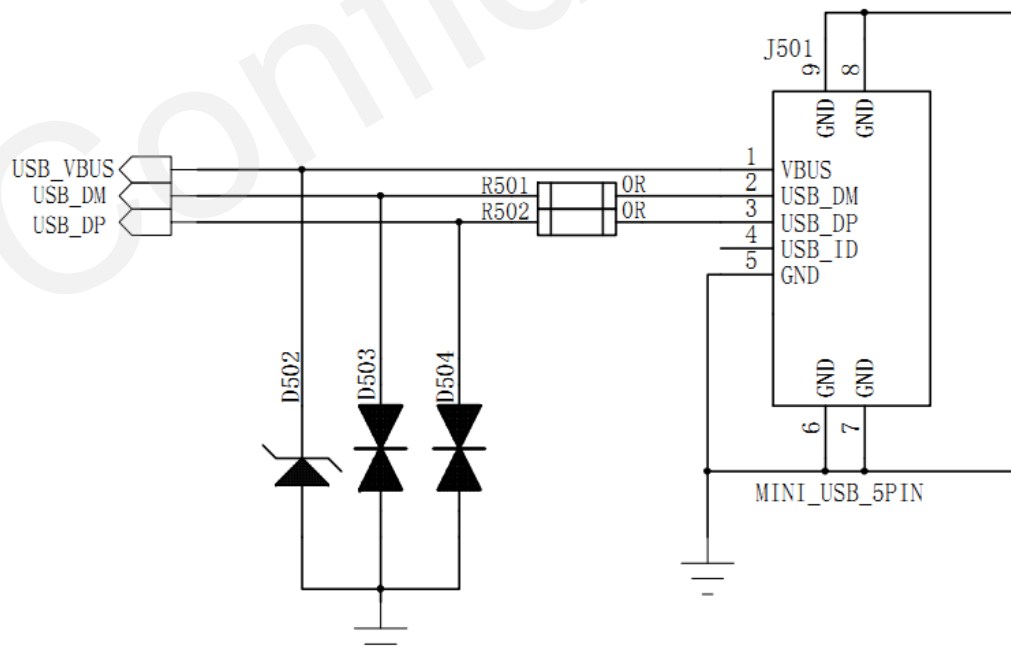 Confid
J501
9
8
GND
GND
USB_VBUS
1
VBUS
USB_DM
R501
0R
2
USB_DM
USB_DP
R502
0R
3
USB_DP
4
USB_ID
5
GND
D502
D503
D504
GND
GND
6
7
MINI_USB_5PIN